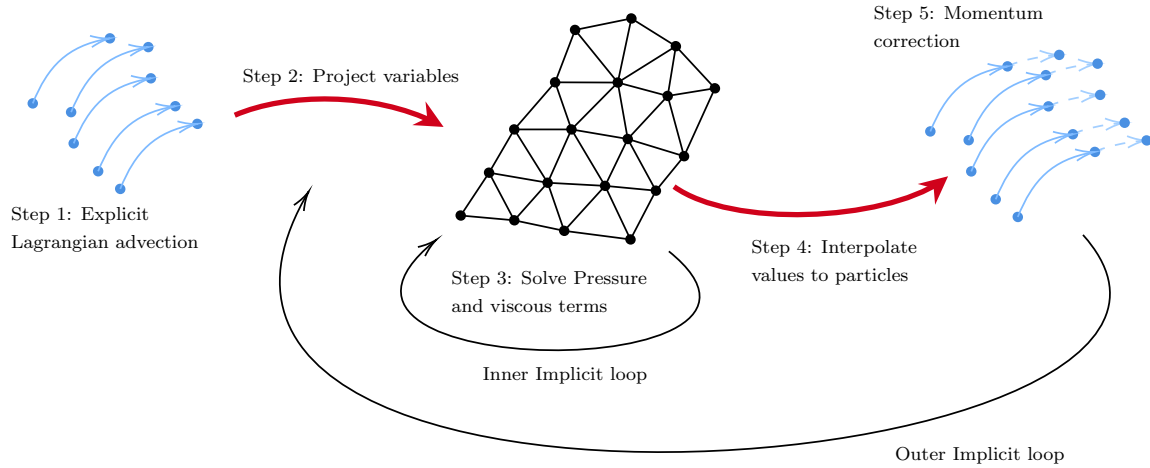 Step 1: Explicit
Lagrangian advection
Step 2: Project variables
Step 3: Solve Pressure
and viscous terms
Inner Implicit loop
Step 4: Interpolate
values to particles
Step 5: Momentum
correction
Outer Implicit loop